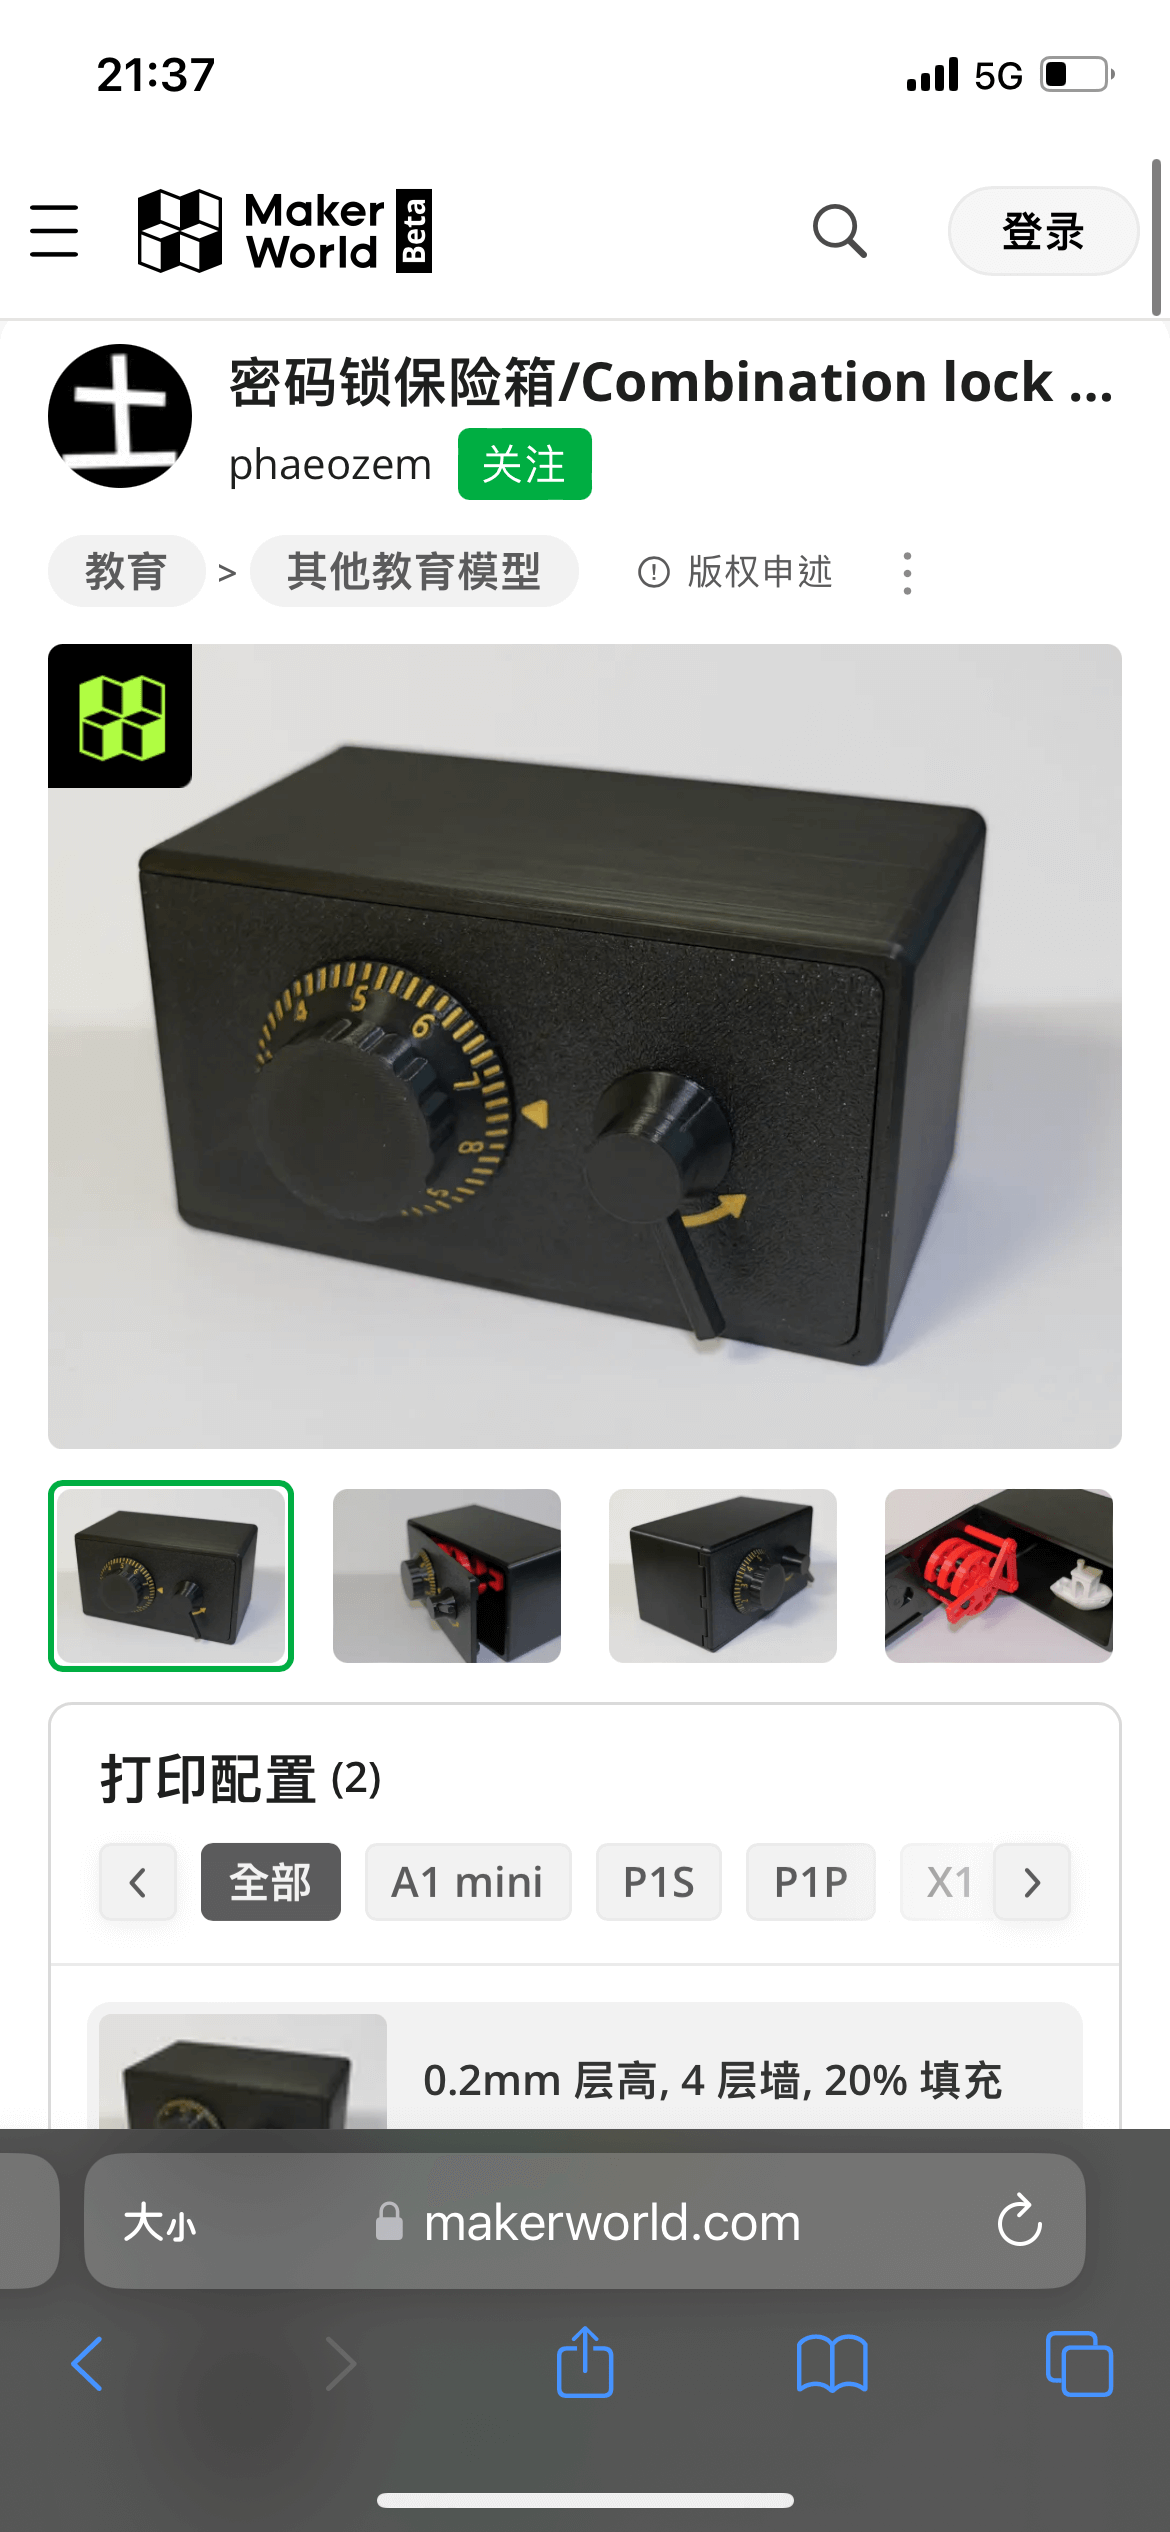 21:37
5G
Maker
World
Beta
登录
密码锁保险箱/Combination lock ...
phaeozem
关注
教育 > 其他教育模型
版权申述
4 5 6 7 8
打印配置 (2)
全部
A1 mini
P1S
P1P
X1
0.2mm 层高, 4 层墙, 20% 填充
大小
makerworld.com